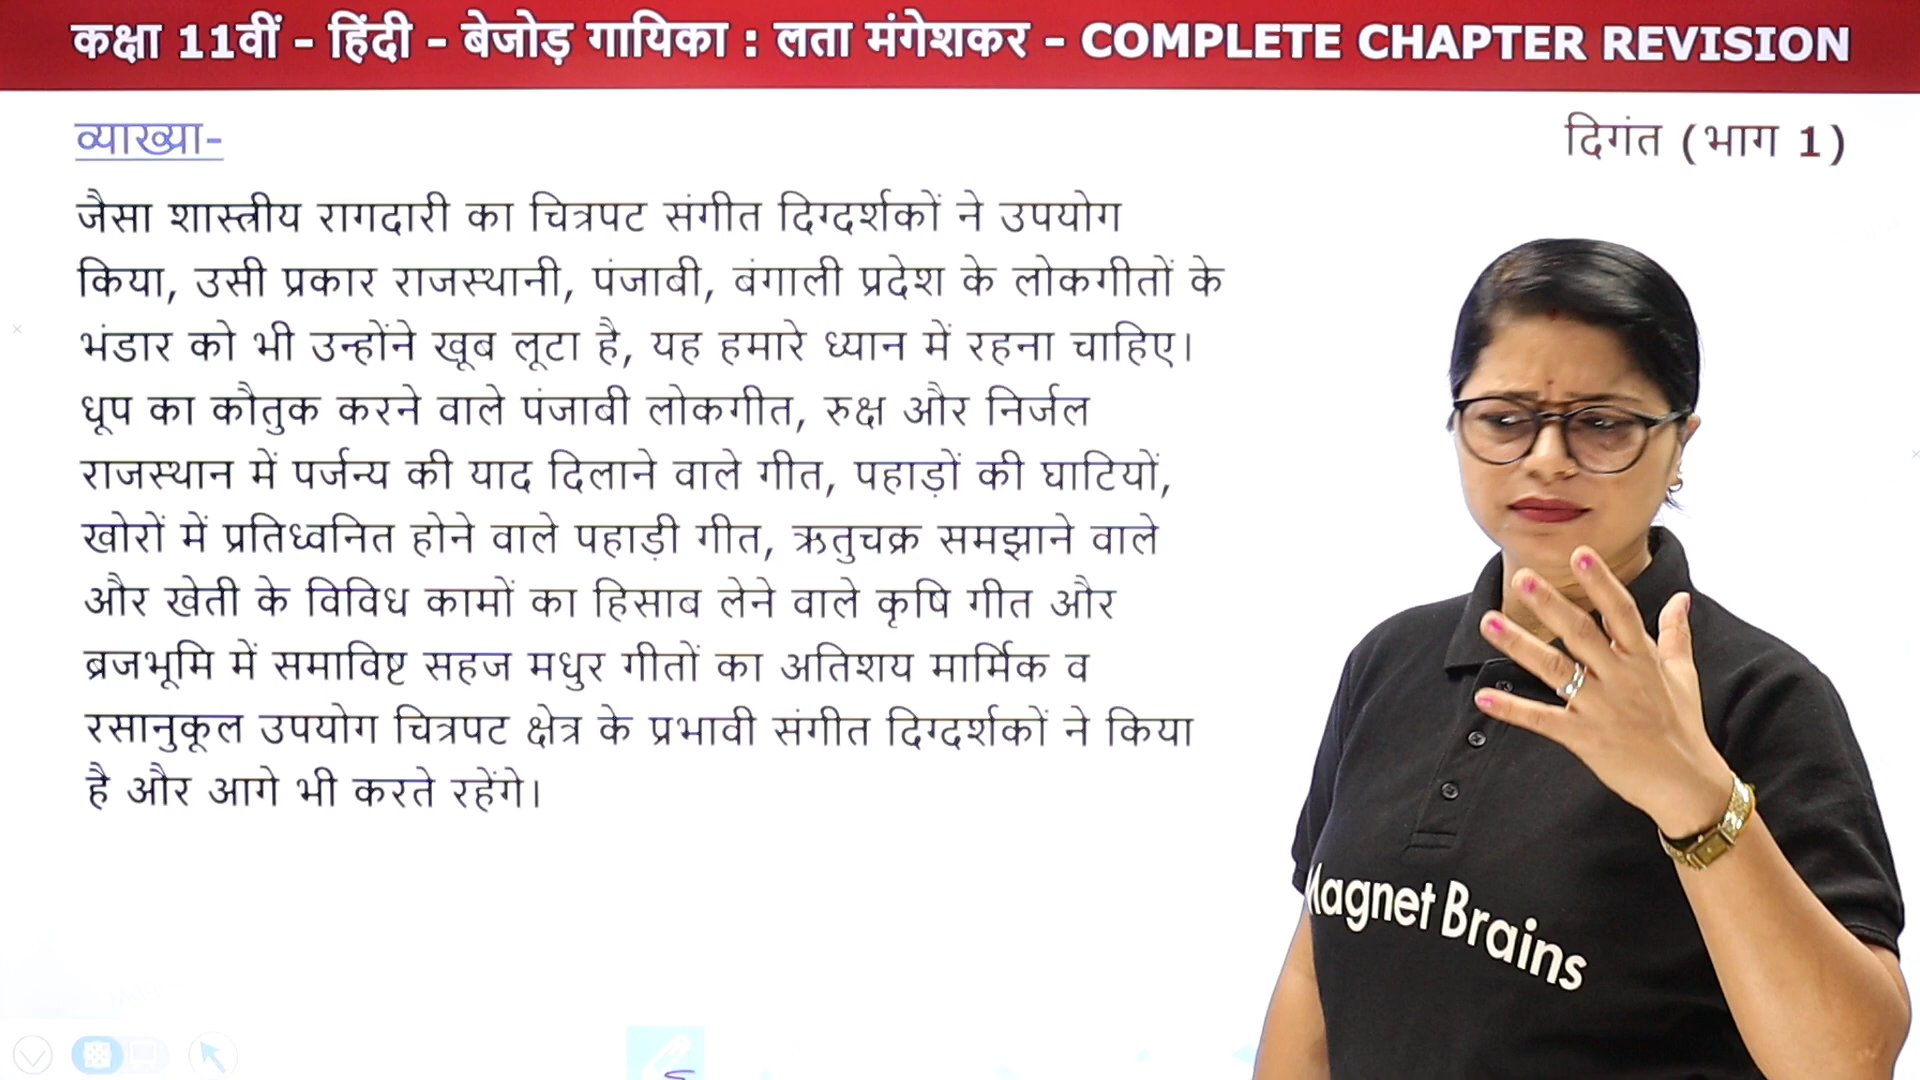 कक्षा 11वीं - हिंदी - बेजोड़ गायिका : लता मंगेशकर - COMPLETE CHAPTER REVISION
व्याख्या-
दिगंत (भाग 1)
जैसा शास्त्रीय रागदारी का चित्रपट संगीत दिग्दर्शकों ने उपयोग
किया, उसी प्रकार राजस्थानी, पंजाबी, बंगाली प्रदेश के लोकगीतों के
भंडार को भी उन्होंने खूब लूटा है, यह हमारे ध्यान में रहना चाहिए।
धूप का कौतुक करने वाले पंजाबी लोकगीत, रुक्ष और निर्जल
राजस्थान में पर्जन्य की याद दिलाने वाले गीत, पहाड़ों की घाटियों,
खोरों में प्रतिध्वनित होने वाले पहाड़ी गीत, ऋतुचक्र समझाने वाले
और खेती के विविध कामों का हिसाब लेने वाले कृषि गीत और
ब्रजभूमि में समाविष्ट सहज मधुर गीतों का अतिशय मार्मिक व
रसानुकूल उपयोग चित्रपट क्षेत्र के प्रभावी संगीत दिग्दर्शकों ने किया
है और आगे भी करते रहेंगे।
Magnet Brains